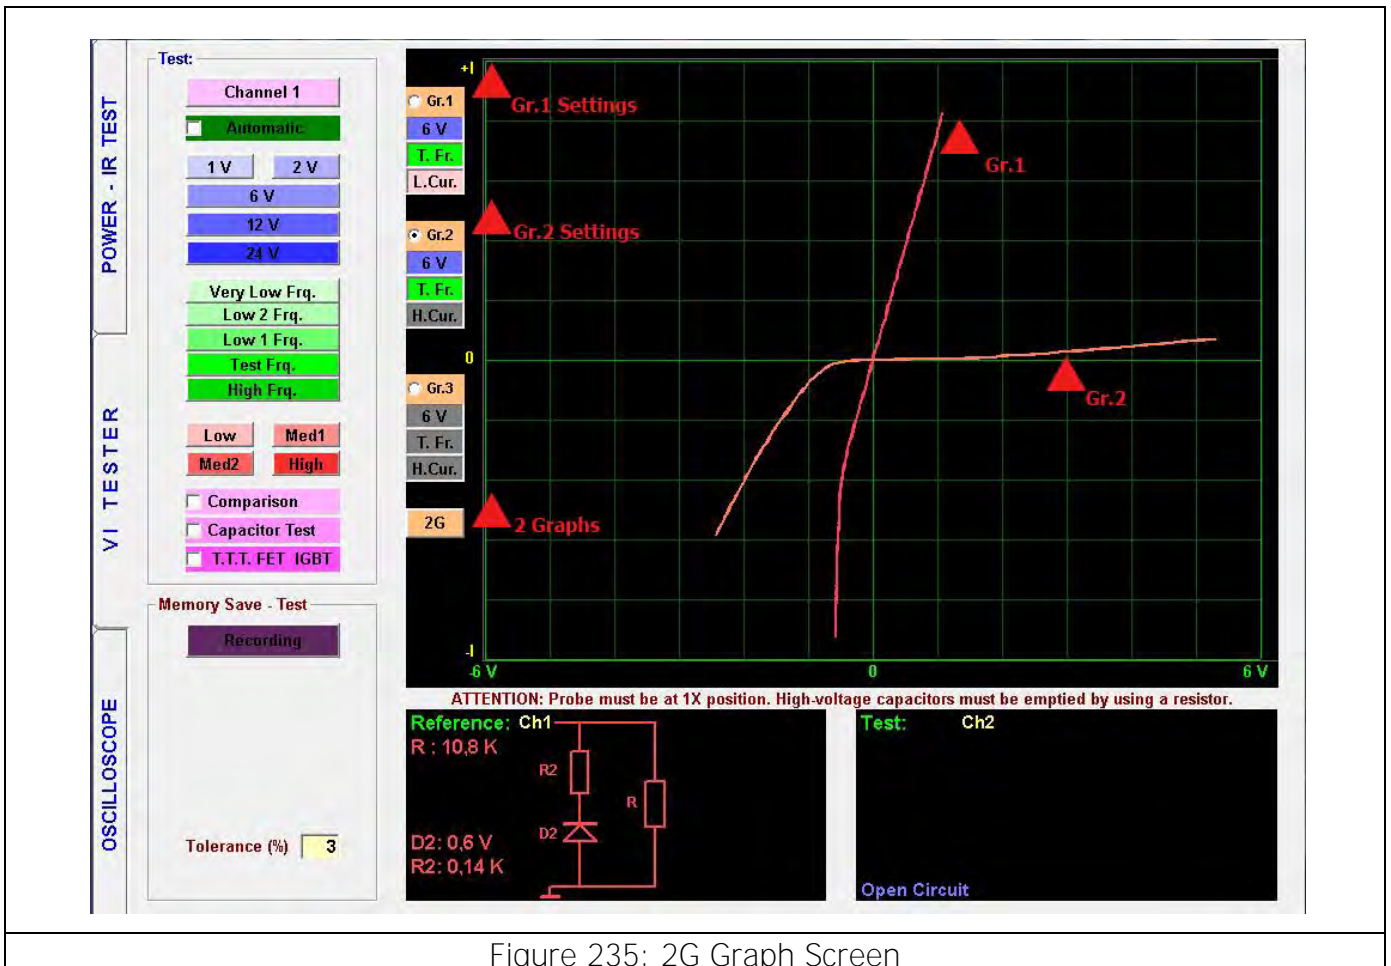 POWER - IR TEST
VI TESTER
OSCILLOSCOPE
Test:
Channel 1
Automatic
1 V
2 V
6 V
12 V
24 V
Very Low Frq.
Low 2 Frq.
Low 1 Frq.
Test Frq.
High Frq.
Low
Med1
Med2
High
Comparison
Capacitor Test
T.T.T. FET IGBT
Memory Save - Test
Recording
Tolerance (%) 3
+I
Gr.1
6 V
T. Fr.
L.Cur.
Gr.1 Settings
Gr.1
Gr.2
6 V
T. Fr.
H.Cur.
Gr.2 Settings
0
Gr.2
Gr.3
6 V
T. Fr.
H.Cur.
2G
2 Graphs
-I
-6 V
0
6 V
ATTENTION: Probe must be at 1X position. High-voltage capacitors must be emptied by using a resistor.
Reference: Ch1
R : 10,8 K
R2
R
D2
D2: 0,6 V
R2: 0,14 K
Test: Ch2
Open Circuit
Figure 235: 2G Graph Screen